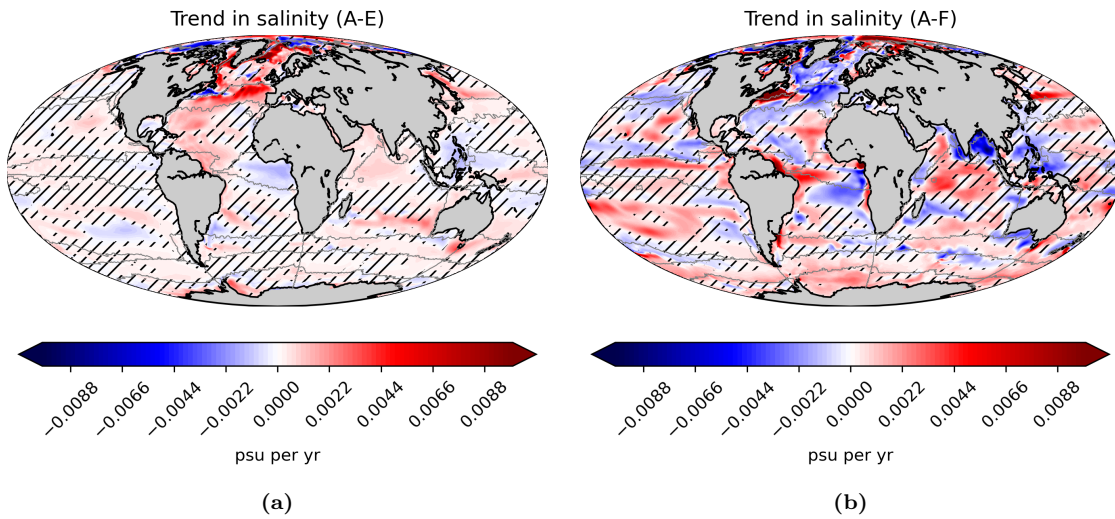 Trend in salinity (A-E)
−0.0088 −0.0066 −0.0044 −0.0022 0.0000 0.0022 0.0044 0.0066 0.0088
psu per yr
(a)
Trend in salinity (A-F)
−0.0088 −0.0066 −0.0044 −0.0022 0.0000 0.0022 0.0044 0.0066 0.0088
psu per yr
(b)